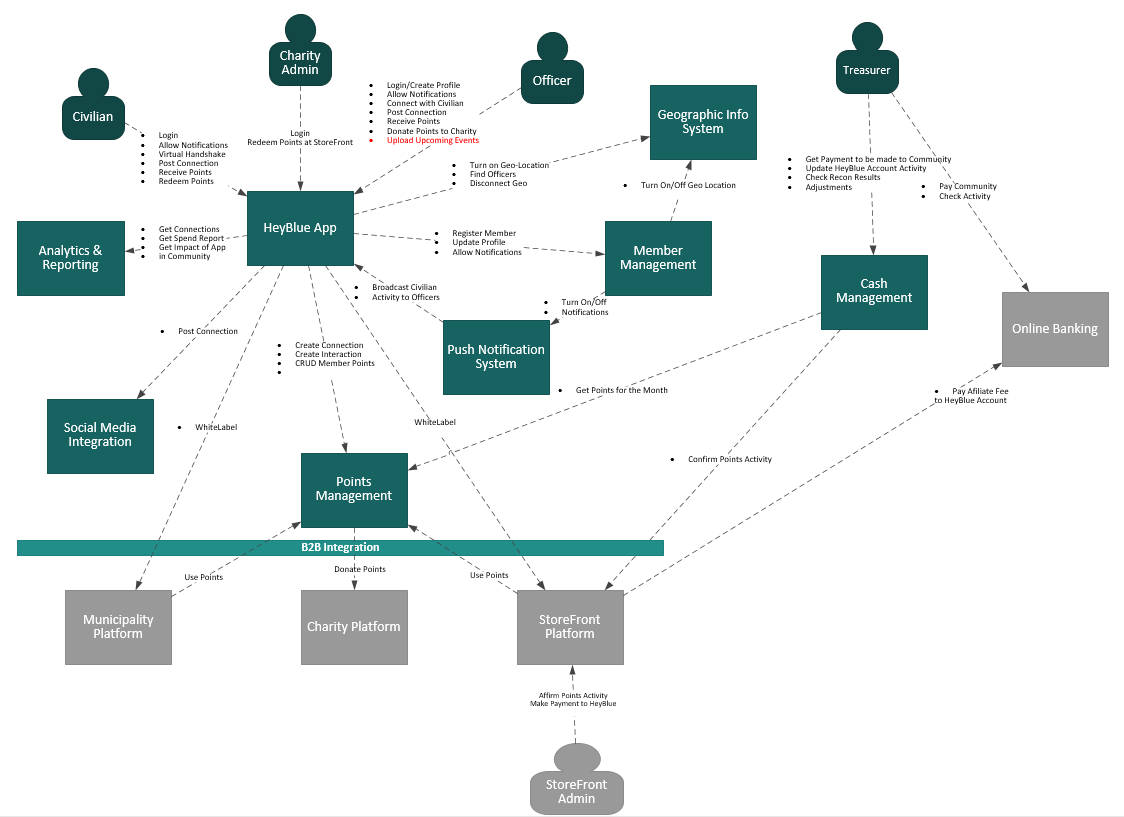 Charity
Admin
Officer
Treasurer
Civilian
Login/Create Profile
Allow Notifications
Connect with Civilian
Post Connection
Receive Points
Donate Points to Charity
Upload Upcoming Events
Geographic Info
System
Login
Redeem Points at StoreFront
Login
Allow Notifications
Virtual Handshake
Post Connection
Receive Points
Redeem Points
Turn on Geo-Location
Find Officers
Disconnect Geo
Get Payment to be made to Community
Update HeyBlue Account Activity
Check Recon Results
Adjustments
Pay Community
Check Activity
Turn On/Off Geo Location
HeyBlue App
Analytics &
Reporting
Get Connections
Get Spend Report
Get Impact of App
in Community
Register Member
Update Profile
Allow Notifications
Member
Management
Cash
Management
Online Banking
Broadcast Civilian
Activity to Officers
Turn On/Off
Notifications
Push Notification
System
Post Connection
Create Connection
Create Interaction
CRUD Member Points
Get Points for the Month
Pay Afiliate Fee
to HeyBlue Account
Social Media
Integration
WhiteLabel
WhiteLabel
Confirm Points Activity
Points
Management
B2B Integration
Use Points
Donate Points
Use Points
Municipality
Platform
Charity Platform
StoreFront
Platform
Affirm Points Activity
Make Payment to HeyBlue
StoreFront
Admin